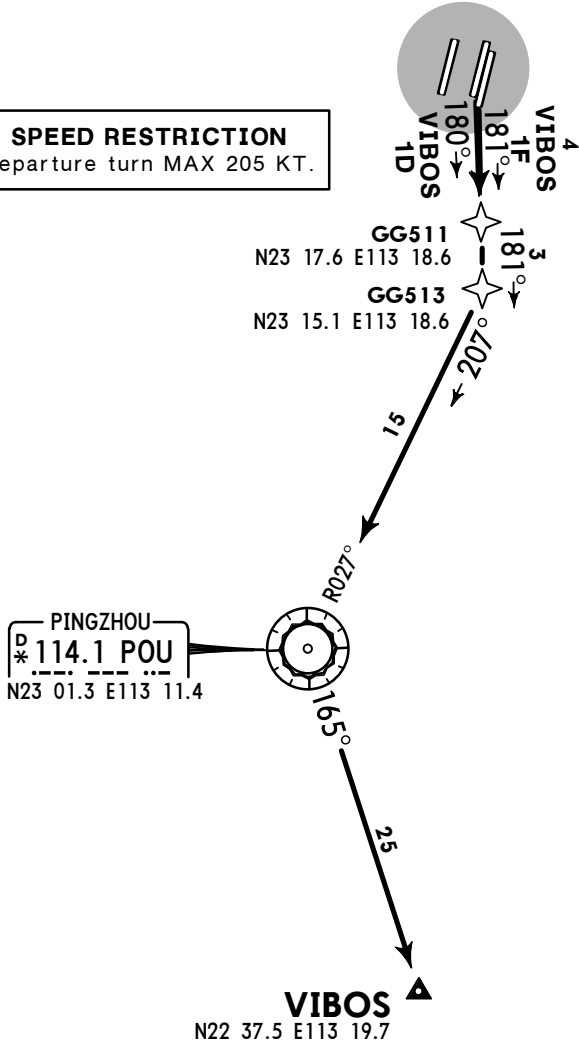 SPEED RESTRICTION
eparture turn MAX 205 KT.
4
VIBOS
1F
181°
180°
VIBOS
1D
GG511
N23 17.6 E113 18.6
3
181°
GG513
N23 15.1 E113 18.6
207°
15
R027°
PINGZHOU
D
* 114.1 POU
N23 01.3 E113 11.4
165°
25
VIBOS
N22 37.5 E113 19.7